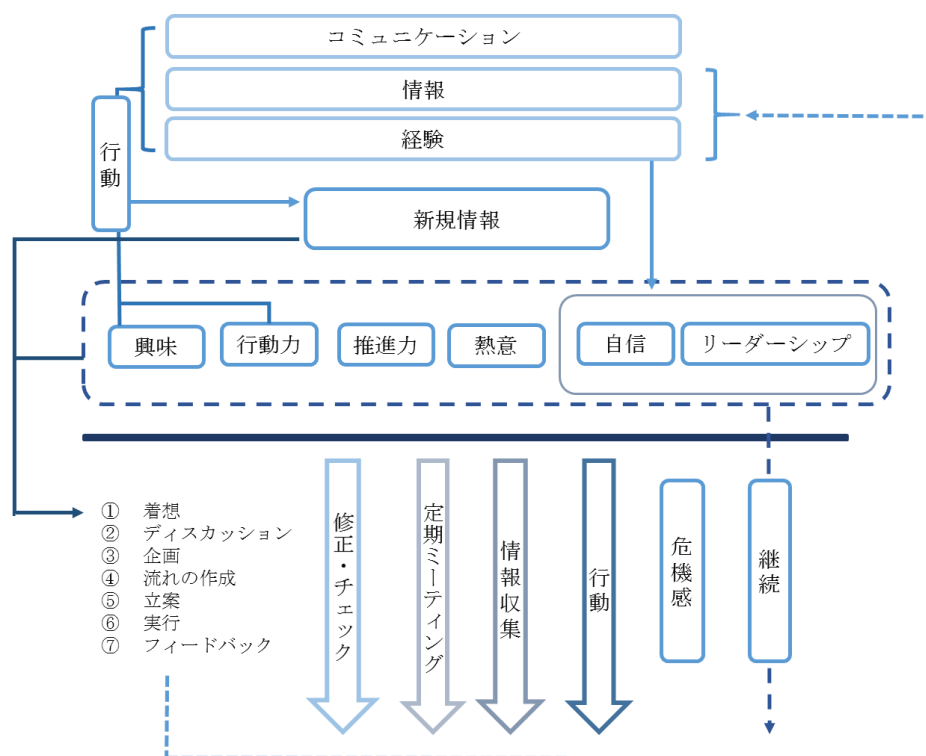 コミュニケーション
情報
経験
行動
新規情報
興味
行動力
推進力
熱意
自信
リーダーシップ
① 着想
② ディスカッション
③ 企画
④ 流れの作成
⑤ 立案
⑥ 実行
⑦ フィードバック
修正・チェック
定期ミーティング
情報収集
行動
危機感
継続